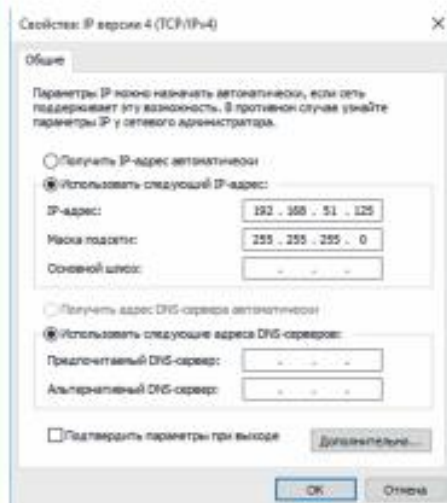 Свойства: IP версии 4 (TCP/IPv4)
Общие
Параметры IP можно назначать автоматически, если сеть
поддерживает эту возможность. В противном случае узнайте
параметры IP у сетевого администратора.
Получить IP-адрес автоматически
Использовать следующий IP-адрес:
IP-адрес: 192 . 168 . 51 . 125
Маска подсети: 255 . 255 . 255 . 0
Основной шлюз: . . .
Получить адрес DNS-сервера автоматически
Использовать следующие адреса DNS-серверов:
Предпочитаемый DNS-сервер: . . .
Альтернативный DNS-сервер: . . .
Подтвердить параметры при выходе
Дополнительно...
OK Отмена